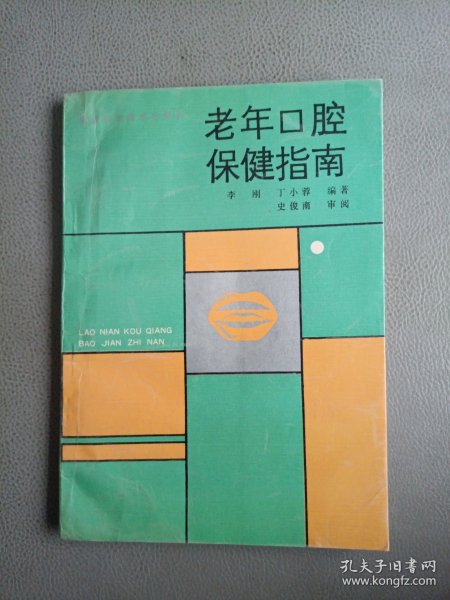 老年口腔
保健指南
李刚 丁小蓉 编著
史俊南 审阅
LAO NIAN KOU QIANG
BAO JIAN ZHI NAN
孔夫子旧书网
www.kongfz.com